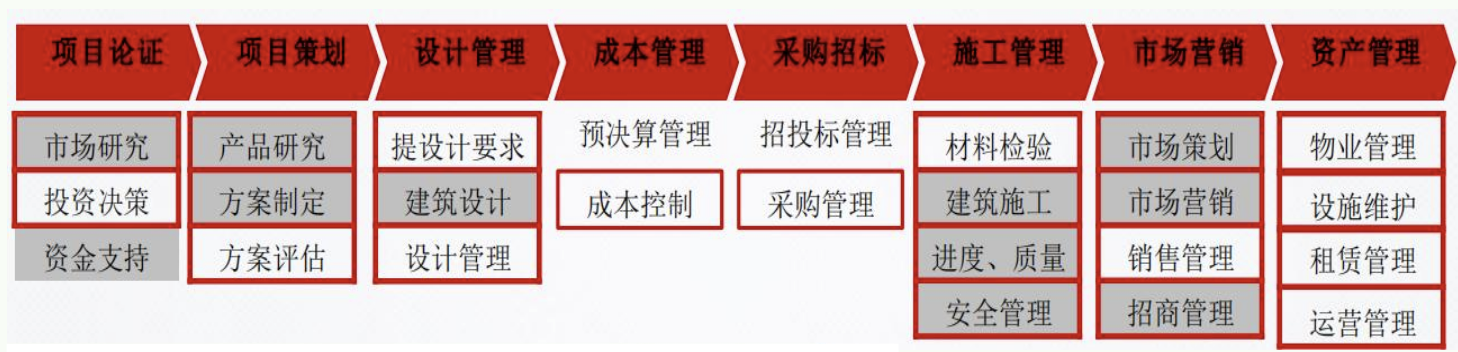 项目论证 项目策划 设计管理 成本管理 采购招标 施工管理 市场营销 资产管理
市场研究 产品研究 提设计要求 预决算管理 招投标管理 材料检验 市场策划 物业管理
投资决策 方案制定 建筑设计 成本控制 采购管理 建筑施工 市场营销 设施维护
资金支持 方案评估 设计管理 进度、质量 销售管理 租赁管理
安全管理 招商管理 运营管理